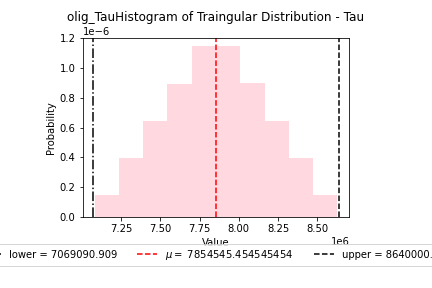 olig_TauHistogram of Traingular Distribution - Tau
1e−6
1.2
1.0
0.8
0.6
0.4
0.2
0.0
Probability
7.25 7.50 7.75 8.00 8.25 8.50
Value
1e6
lower = 7069090.909 μ = 7854545.454545454 upper = 8640000.